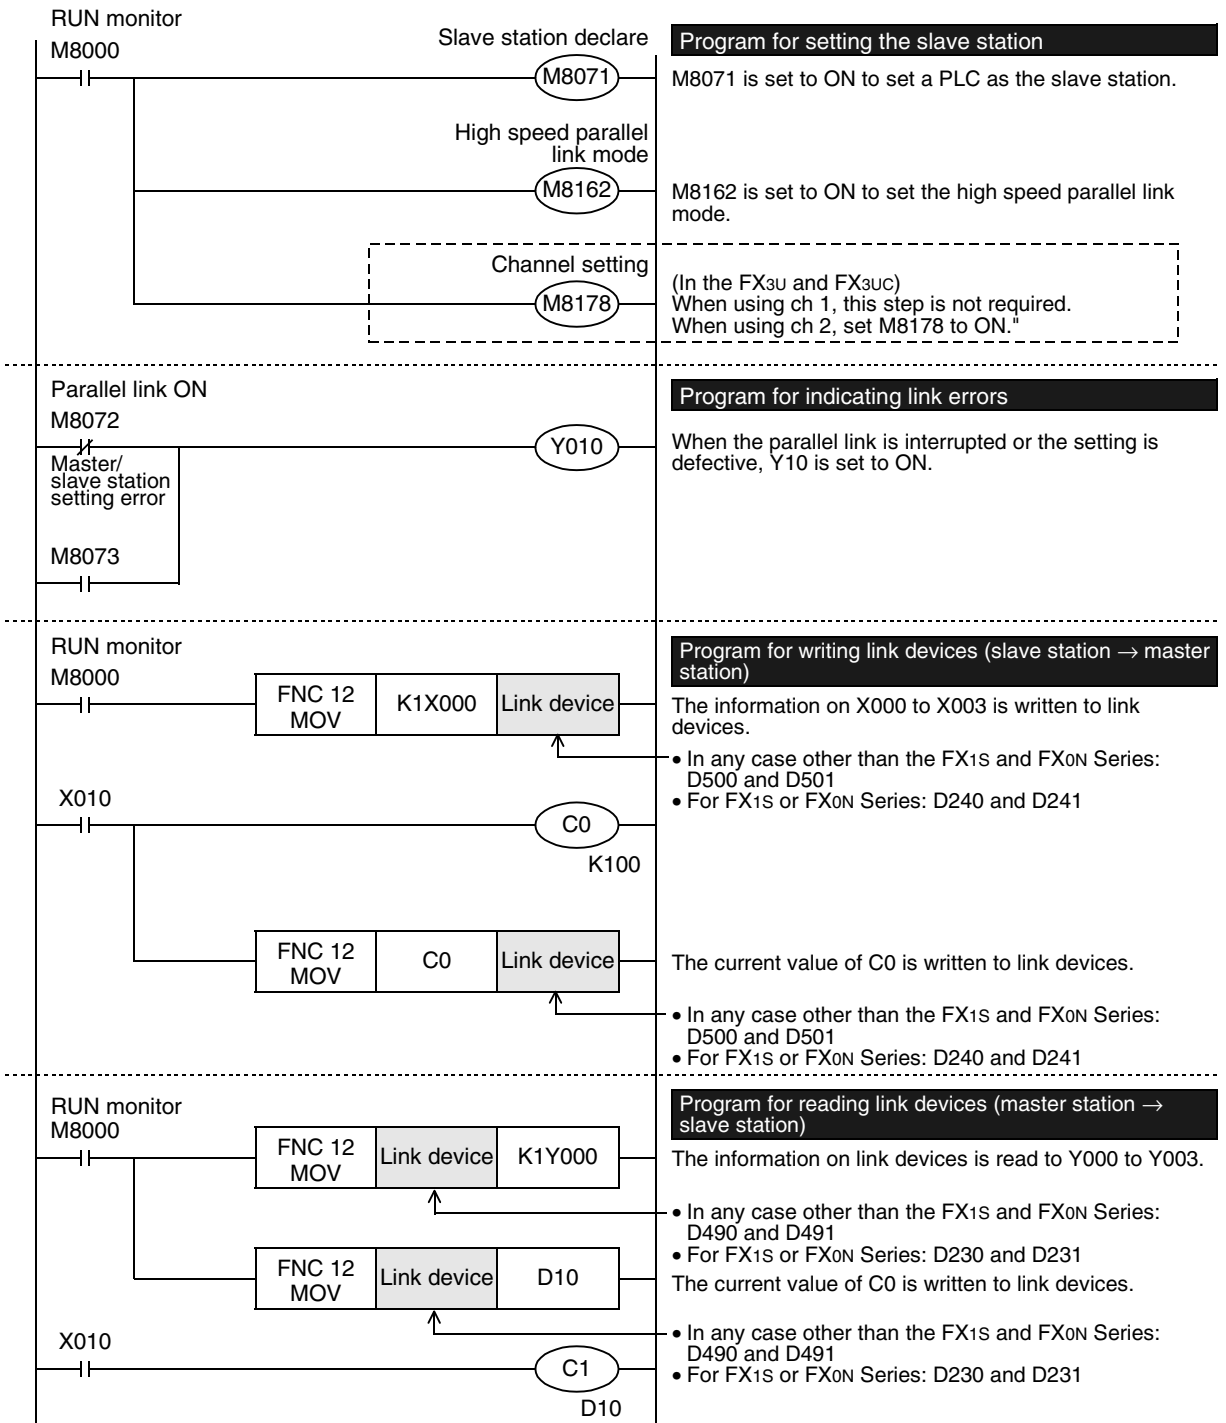 RUN monitor
M8000
Slave station declare
M8071
Program for setting the slave station
M8071 is set to ON to set a PLC as the slave station.
High speed parallel
link mode
M8162
M8162 is set to ON to set the high speed parallel link
mode.
Channel setting
M8178
(In the FX3U and FX3UC)
When using ch 1, this step is not required.
When using ch 2, set M8178 to ON."
Parallel link ON
M8072
Master/
slave station
setting error
M8073
Y010
Program for indicating link errors
When the parallel link is interrupted or the setting is
defective, Y10 is set to ON.
RUN monitor
M8000
FNC 12
MOV
K1X000
Link device
Program for writing link devices (slave station → master
station)
The information on X000 to X003 is written to link
devices.
• In any case other than the FX1S and FX0N Series:
D500 and D501
• For FX1S or FX0N Series: D240 and D241
X010
C0
K100
FNC 12
MOV
C0
Link device
The current value of C0 is written to link devices.
• In any case other than the FX1S and FX0N Series:
D500 and D501
• For FX1S or FX0N Series: D240 and D241
RUN monitor
M8000
FNC 12
MOV
Link device
K1Y000
Program for reading link devices (master station →
slave station)
The information on link devices is read to Y000 to Y003.
• In any case other than the FX1S and FX0N Series:
D490 and D491
• For FX1S or FX0N Series: D230 and D231
FNC 12
MOV
Link device
D10
The current value of C0 is written to link devices.
• In any case other than the FX1S and FX0N Series:
D490 and D491
• For FX1S or FX0N Series: D230 and D231
X010
C1
D10